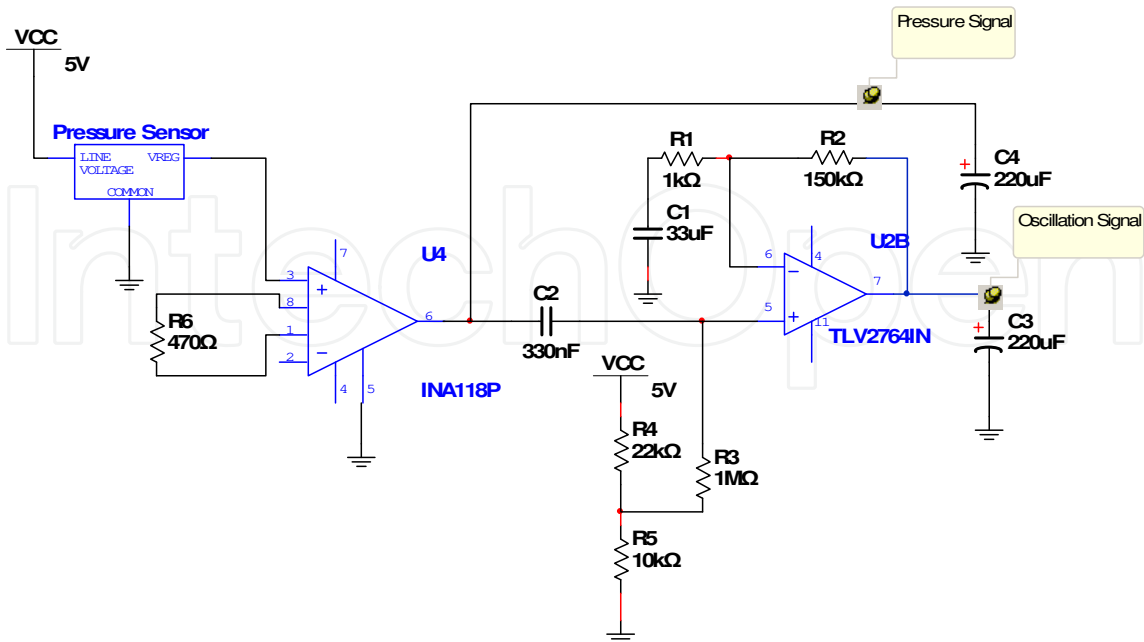 Pressure Signal
VCC
5V
Pressure Sensor
LINE VREG
VOLTAGE
COMMON
R1
1kΩ
R2
150kΩ
C4
220uF
+
C1
33uF
Oscillation Signal
U4
7
3
+
8
1
−
2
6
4
5
R6
470Ω
INA118P
C2
330nF
U2B
6
−
4
7
5
+
11
TLV2764IN
+
C3
220uF
VCC
5V
R4
22kΩ
R3
1MΩ
R5
10kΩ
IntechOpen